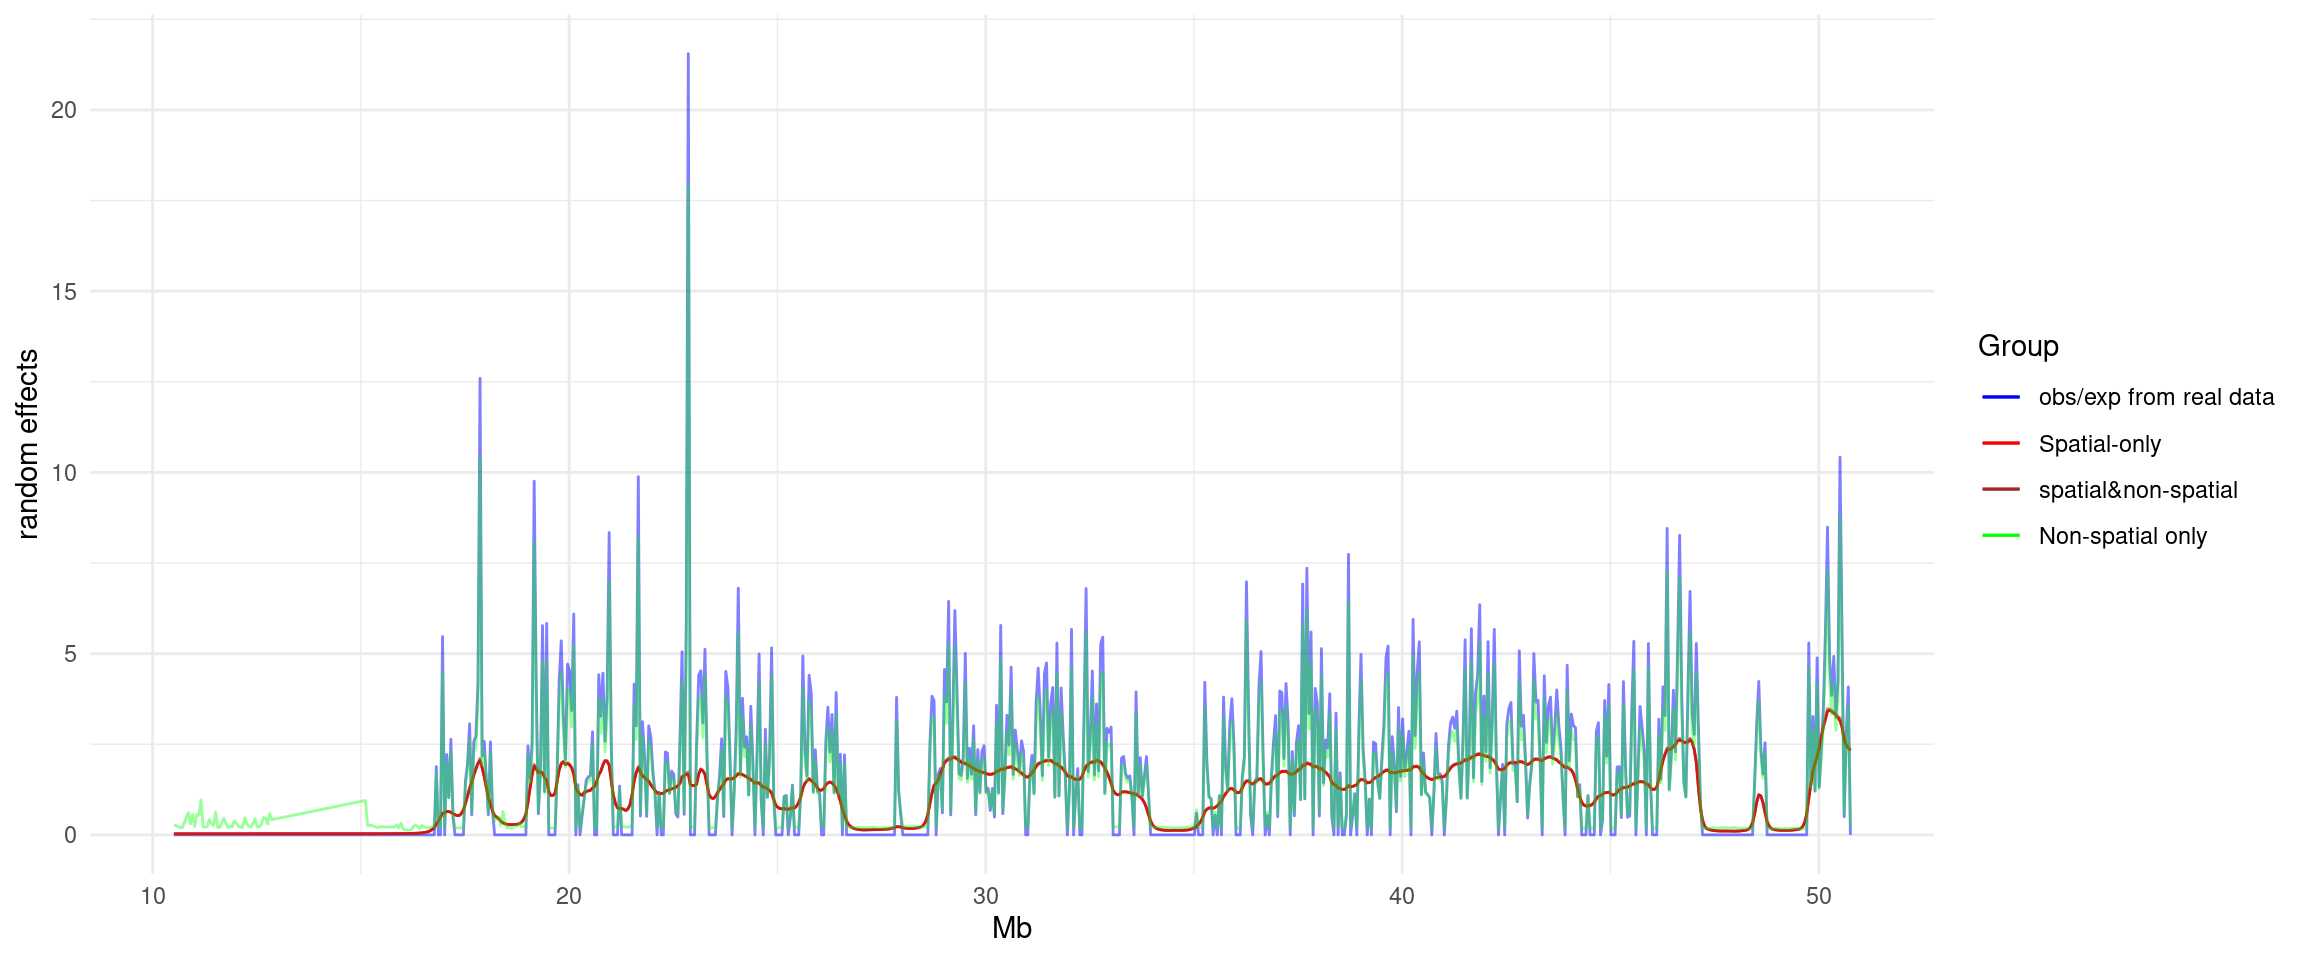 20
15
10
5
0
random effects
10
20
30
40
50
Mb
Group
obs/exp from real data
Spatial-only
spatial&non-spatial
Non-spatial only